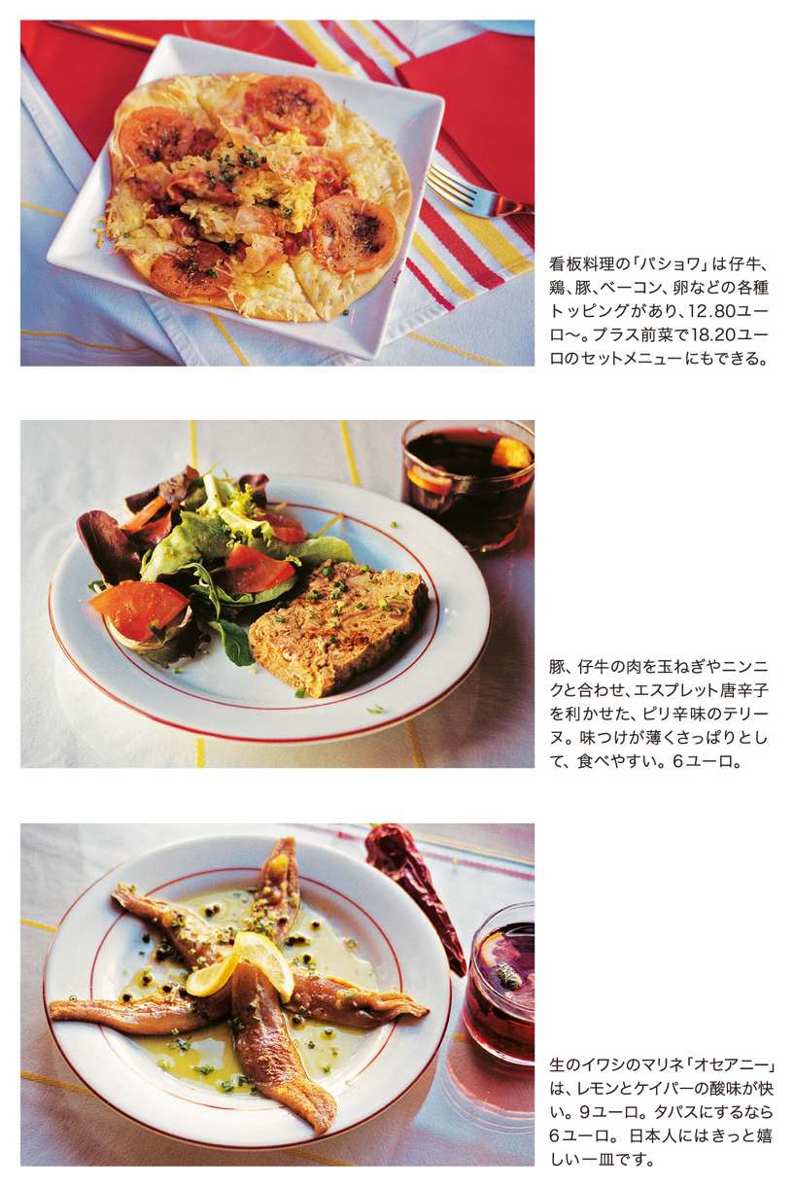 看板料理の「パショワ」は仔牛、
鶏、豚、ベーコン、卵などの各種
トッピングがあり、12.80ユー
ロ〜。プラス前菜で18.20ユー
ロのセットメニューにもできる。
豚、仔牛の肉を玉ねぎやニンニ
クと合わせ、エスプレット唐辛子
を利かせた、ピリ辛味のテリー
ヌ。味つけが薄くさっぱりとし
て、食べやすい。6ユーロ。
生のイワシのマリネ「オセアニー」
は、レモンとケイパーの酸味が快
い。9ユーロ。タパスにするなら
6ユーロ。日本人にはきっと嬉
しい一皿です。